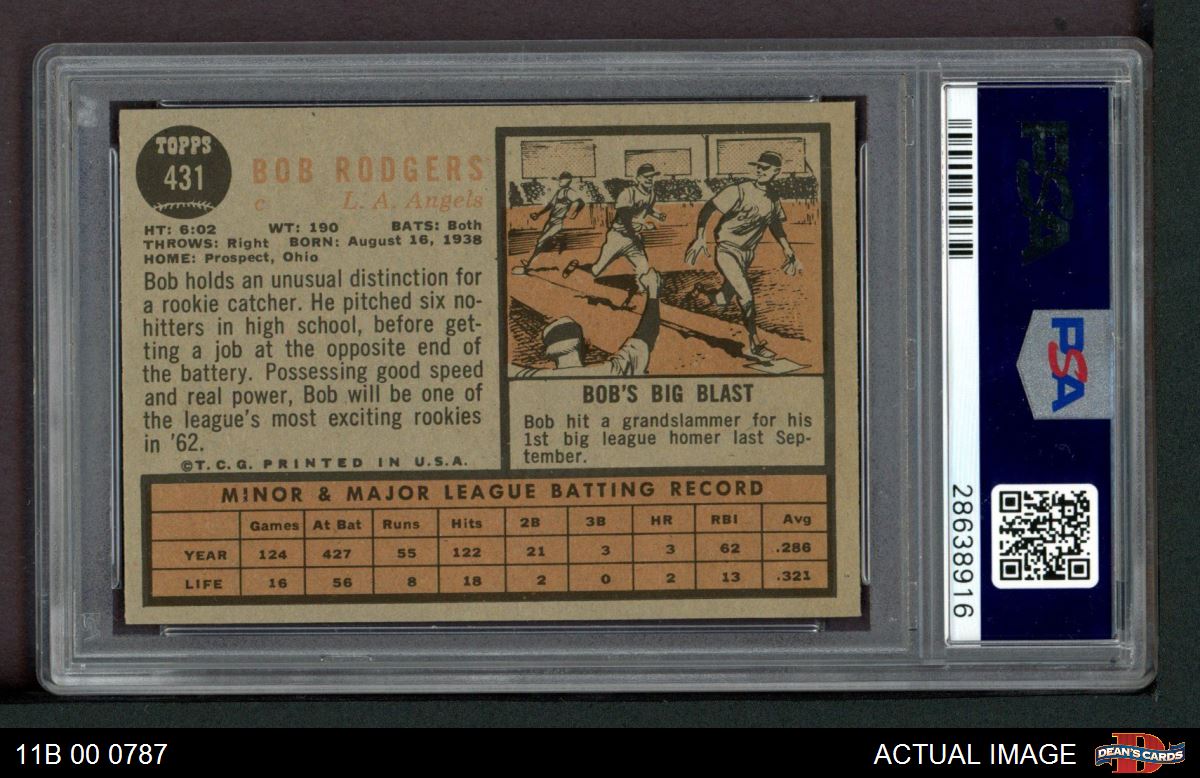 TOPPS
431
BOB RODGERS
c L. A. Angels
HT: 6:02 WT: 190 BATS: Both
THROWS: Right BORN: August 16, 1938
HOME: Prospect, Ohio
Bob holds an unusual distinction for
a rookie catcher. He pitched six no-
hitters in high school, before get-
ting a job at the opposite end of
the battery. Possessing good speed
and real power, Bob will be one of
the league's most exciting rookies
in '62.
©T. C. G. PRINTED IN U.S.A.
BOB'S BIG BLAST
Bob hit a grandslammer for his
1st big league homer last Sep-
tember.
MINOR & MAJOR LEAGUE BATTING RECORD
Games At Bat Runs Hits 2B 3B HR RBI Avg
YEAR 124 427 55 122 21 3 3 62 .286
LIFE 16 56 8 18 2 0 2 13 .321
PSA
PSA
28638916
11B 00 0787
ACTUAL IMAGE
DEAN'S CARDS